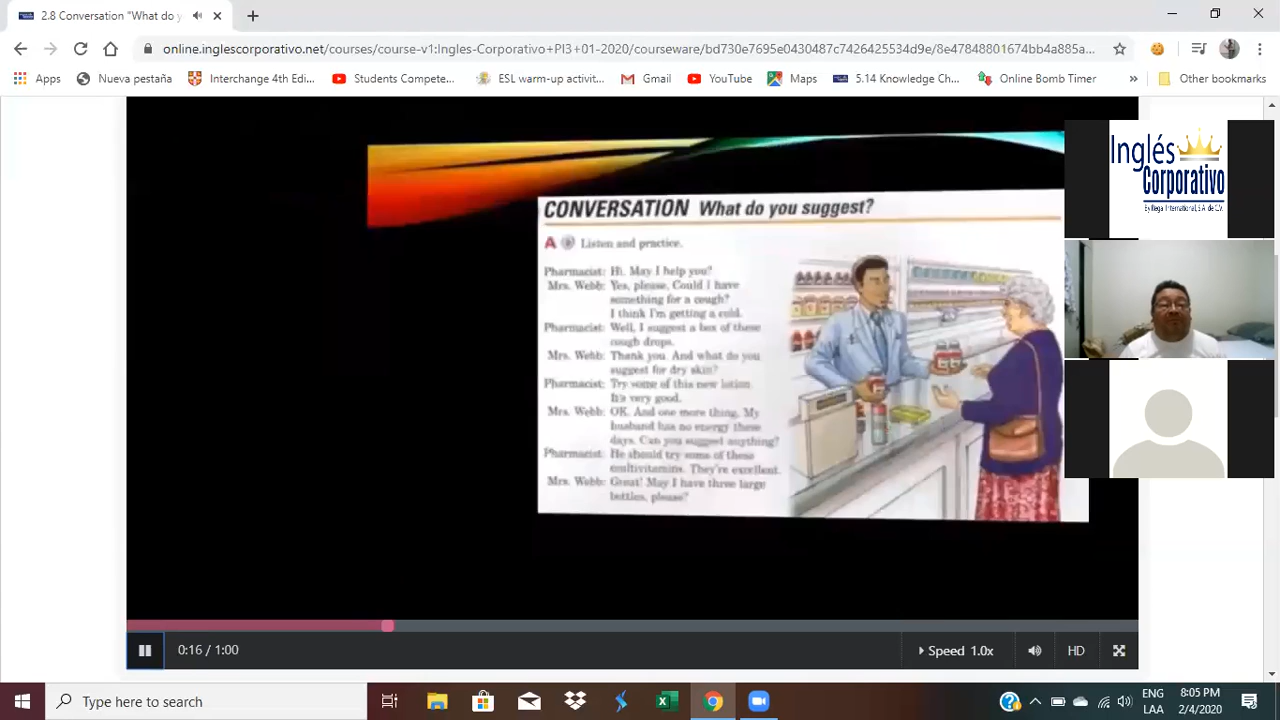 2.8 Conversation "What do y
online.inglescorporativo.net/courses/course-v1:Ingles-Corporativo+PI3+01-2020/courseware/bd730e7695e0430487c7426425534d9e/8e47848801674bb4a885a...
Apps
Nueva pestaña
Interchange 4th Edi...
Students Compete...
ESL warm-up activit...
Gmail
YouTube
Maps
5.14 Knowledge Ch...
Online Bomb Timer
»
Other bookmarks
Inglés
Corporativo
By Rega International, S.A. de C.V.
CONVERSATION What do you suggest?
A Listen and practice.
Pharmacist: Hi. May I help you?
Mrs. Webb: Yes, please. Could I have
something for a cough?
I think I'm getting a cold.
Pharmacist: Well, I suggest a box of these
cough drops.
Mrs. Webb: Thank you. And what do you
suggest for dry skin?
Pharmacist: Try some of this new lotion.
It's very good.
Mrs. Webb: OK. And one more thing. My
husband has no energy these
days. Can you suggest anything?
Pharmacist: He should try some of these
multivitamins. They're excellent.
Mrs. Webb: Great! May I have three large
bottles, please?
0:16 / 1:00
Speed 1.0x
HD
Type here to search
ENG
LAA
8:05 PM
2/4/2020